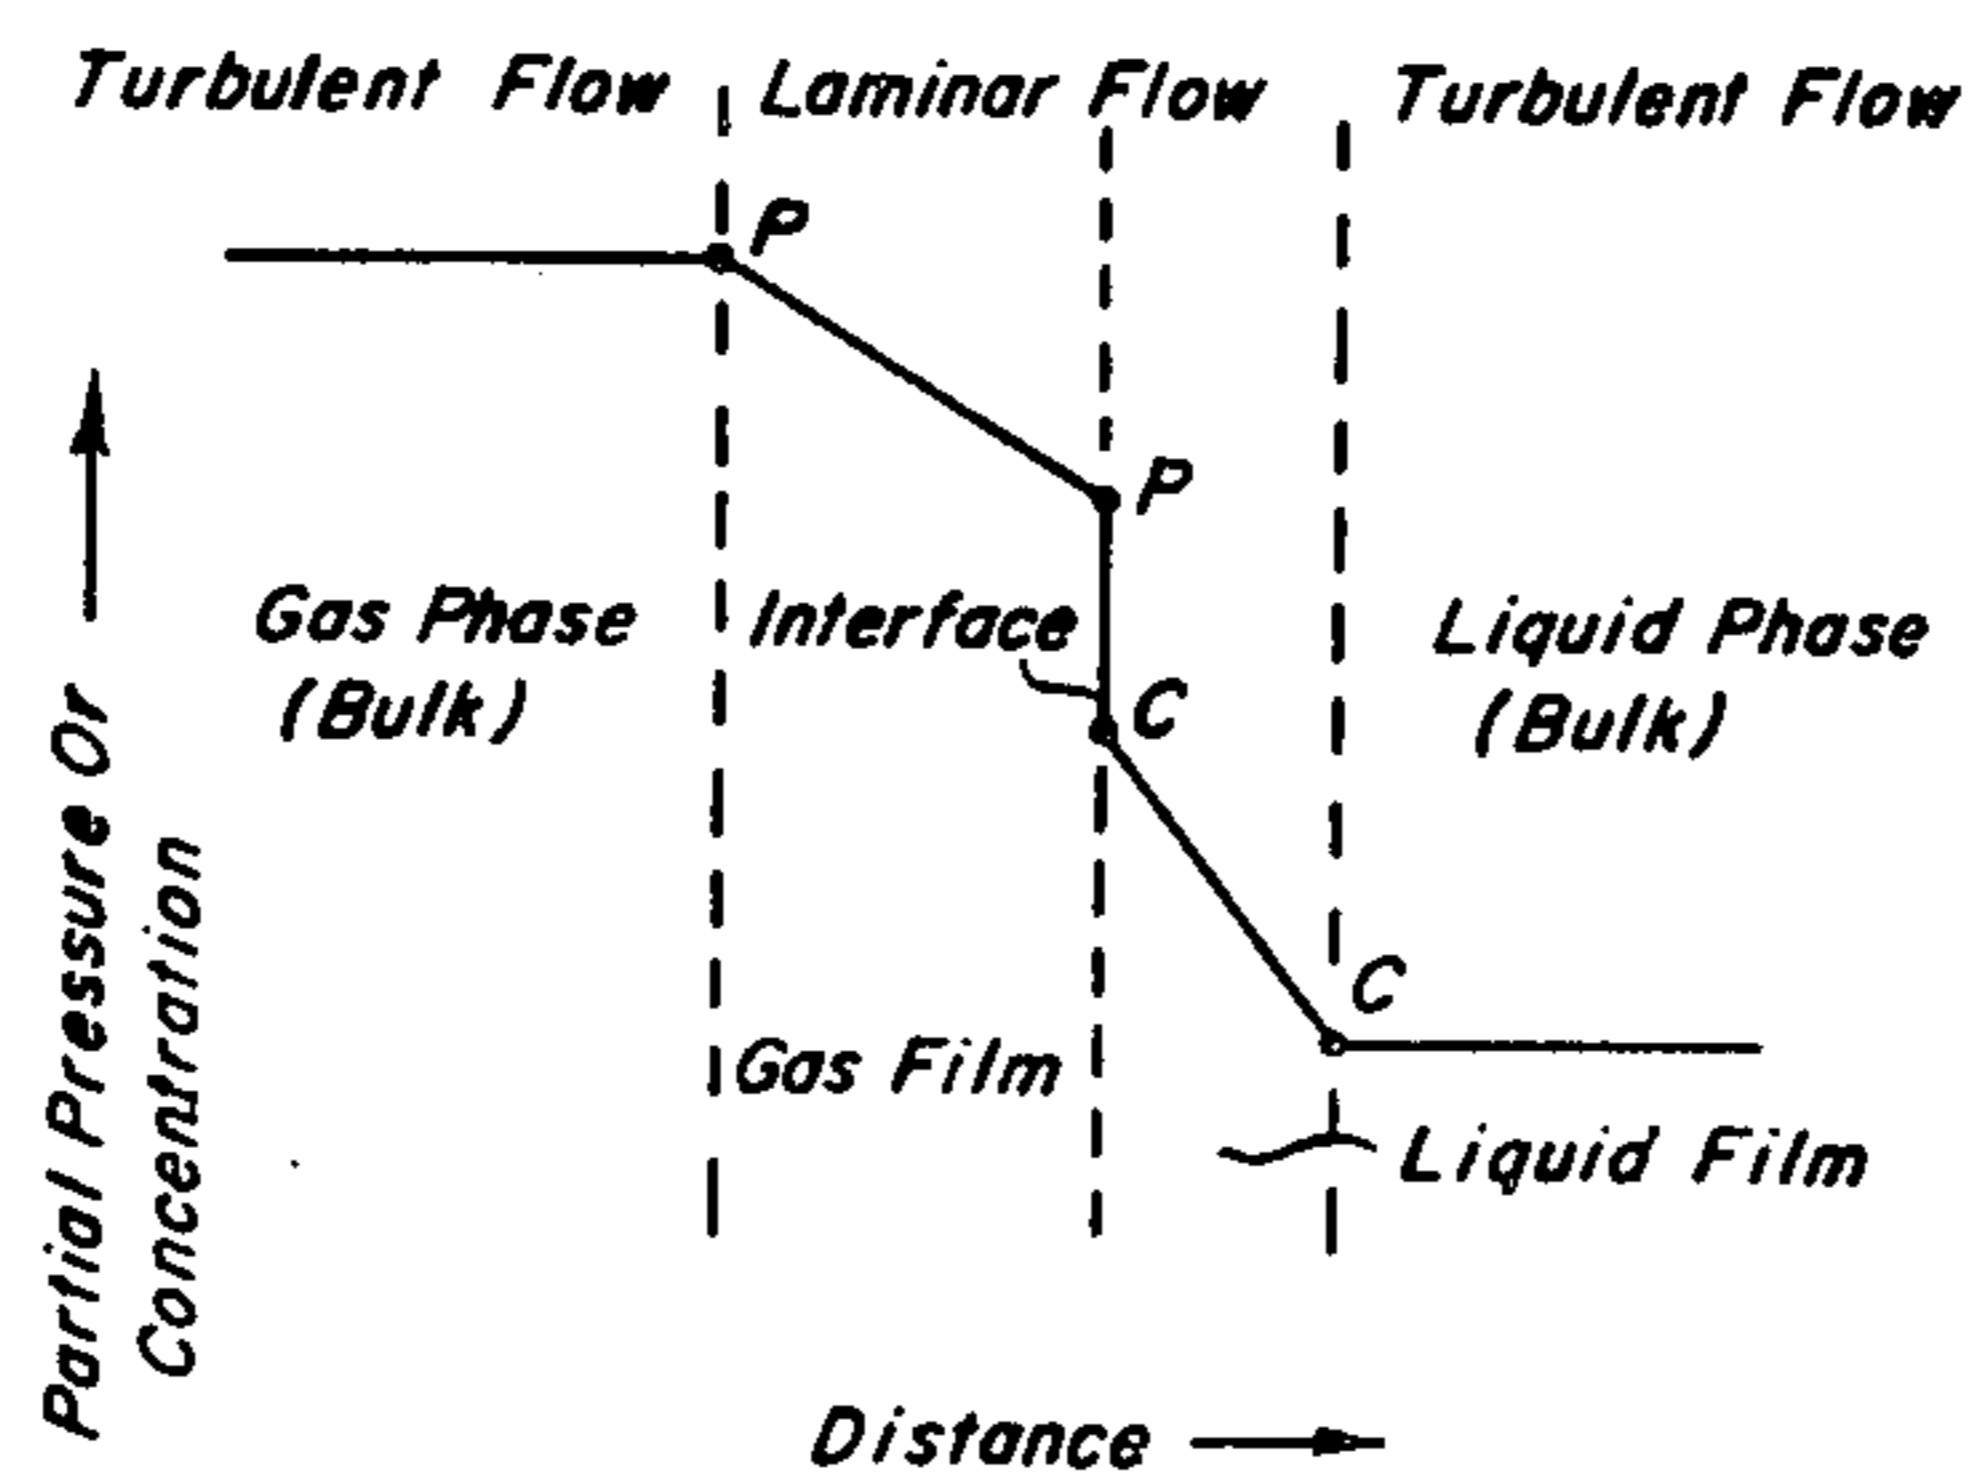 Turbulent Flow
Laminar Flow
Turbulent Flow
P
P
Gas Phase
(Bulk)
Interface
C
Liquid Phase
(Bulk)
C
Gas Film
Liquid Film
Partial Pressure Or
Concentration
Distance